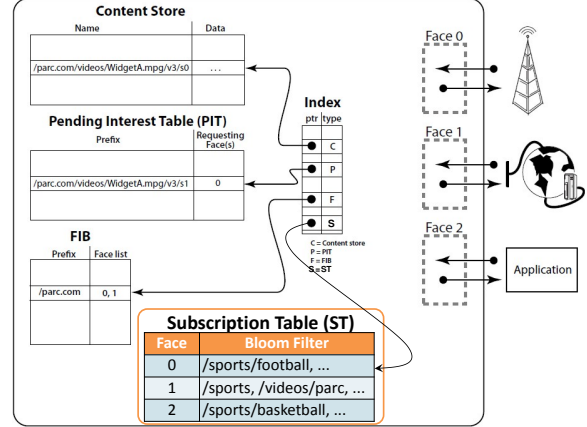 Content Store
Name Data
/parc.com/videos/WidgetA.mpg/v3/s0 ...
Pending Interest Table (PIT)
Prefix Requesting Face(s)
/parc.com/videos/WidgetA.mpg/v3/s1 0
FIB
Prefix Face list
/parc.com 0, 1
Index
ptr type
C
P
F
S
C = Content store
P = PIT
F = FIB
S = ST
Face 0
Face 1
Face 2
Application
Subscription Table (ST)
Face Bloom Filter
0 /sports/football, ...
1 /sports, /videos/parc, ...
2 /sports/basketball, ...